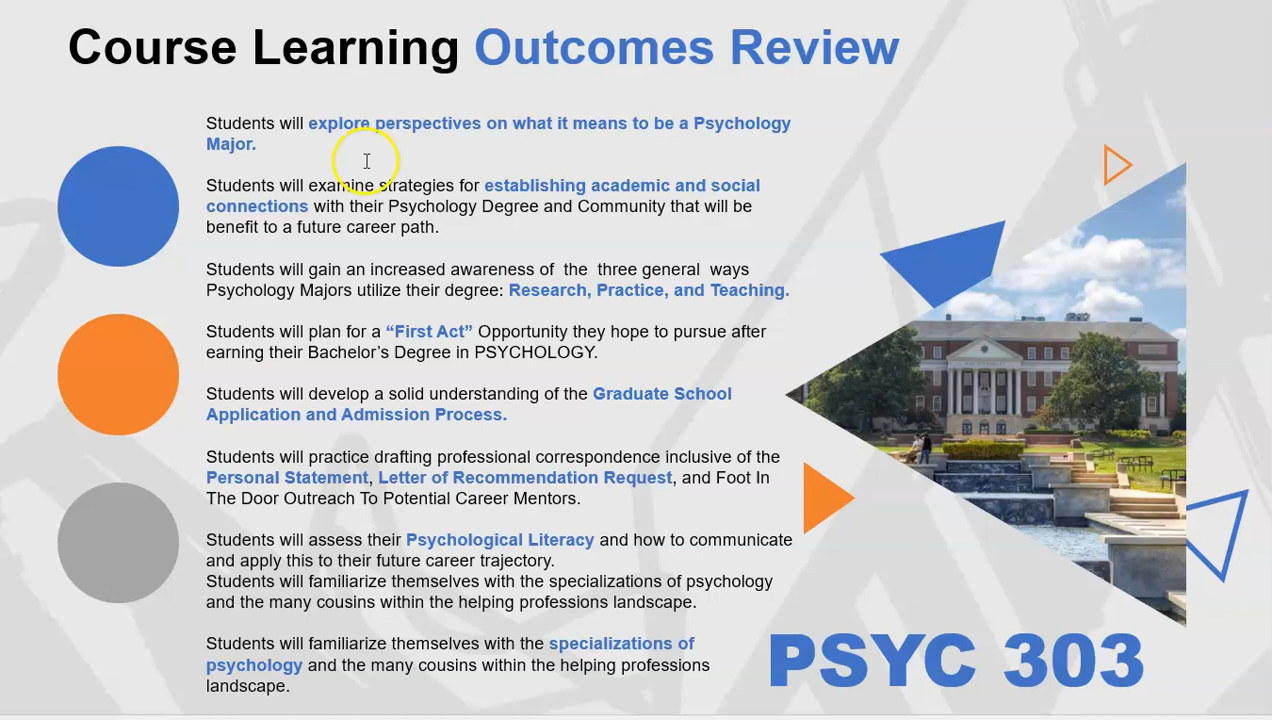 Course Learning Outcomes Review
Students will explore perspectives on what it means to be a Psychology
Major.
Students will examine strategies for establishing academic and social
connections with their Psychology Degree and Community that will be
benefit to a future career path.
Students will gain an increased awareness of the three general ways
Psychology Majors utilize their degree: Research, Practice, and Teaching.
Students will plan for a “First Act” Opportunity they hope to pursue after
earning their Bachelor’s Degree in PSYCHOLOGY.
Students will develop a solid understanding of the Graduate School
Application and Admission Process.
Students will practice drafting professional correspondence inclusive of the
Personal Statement, Letter of Recommendation Request, and Foot In
The Door Outreach To Potential Career Mentors.
Students will assess their Psychological Literacy and how to communicate
and apply this to their future career trajectory.
Students will familiarize themselves with the specializations of psychology
and the many cousins within the helping professions landscape.
Students will familiarize themselves with the specializations of
psychology and the many cousins within the helping professions
landscape.
PSYC 303